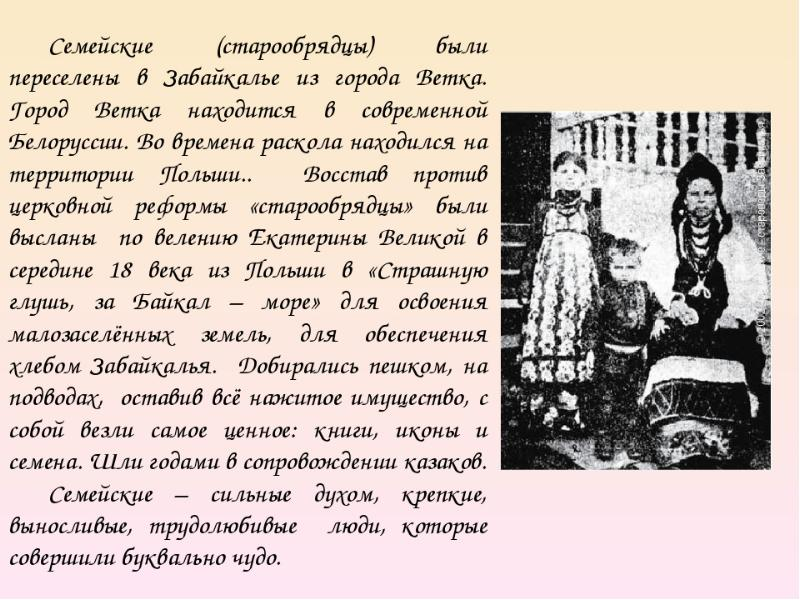 Семейские (старообрядцы) были
переселены в Забайкалье из города Ветка.
Город Ветка находится в современной
Белоруссии. Во времена раскола находился на
территории Польши.. Восстав против
церковной реформы «старообрядцы» были
высланы по велению Екатерины Великой в
середине 18 века из Польши в «Страшную
глушь, за Байкал – море» для освоения
малозаселённых земель, для обеспечения
хлебом Забайкалья. Добирались пешком, на
подводах, оставив всё нажитое имущество, с
собой везли самое ценное: книги, иконы и
семена. Шли годами в сопровождении казаков.
Семейские – сильные духом, крепкие,
выносливые, трудолюбивые люди, которые
совершили буквально чудо.